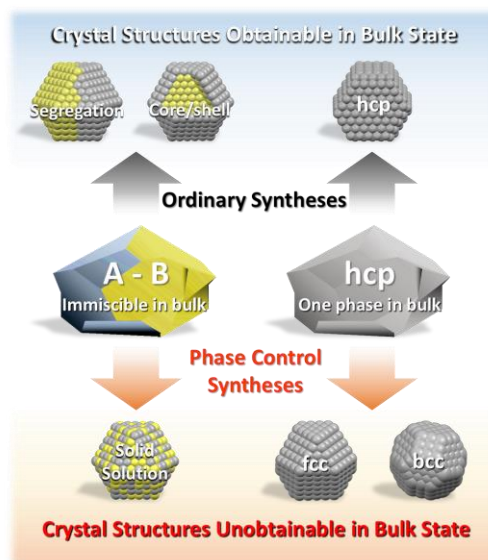 Crystal Structures Obtainable in Bulk State
Segregation
Core/shell
hcp
Ordinary Syntheses
A - B
Immiscible in bulk
hcp
One phase in bulk
Phase Control
Syntheses
Solid
Solution
fcc
bcc
Crystal Structures Unobtainable in Bulk State